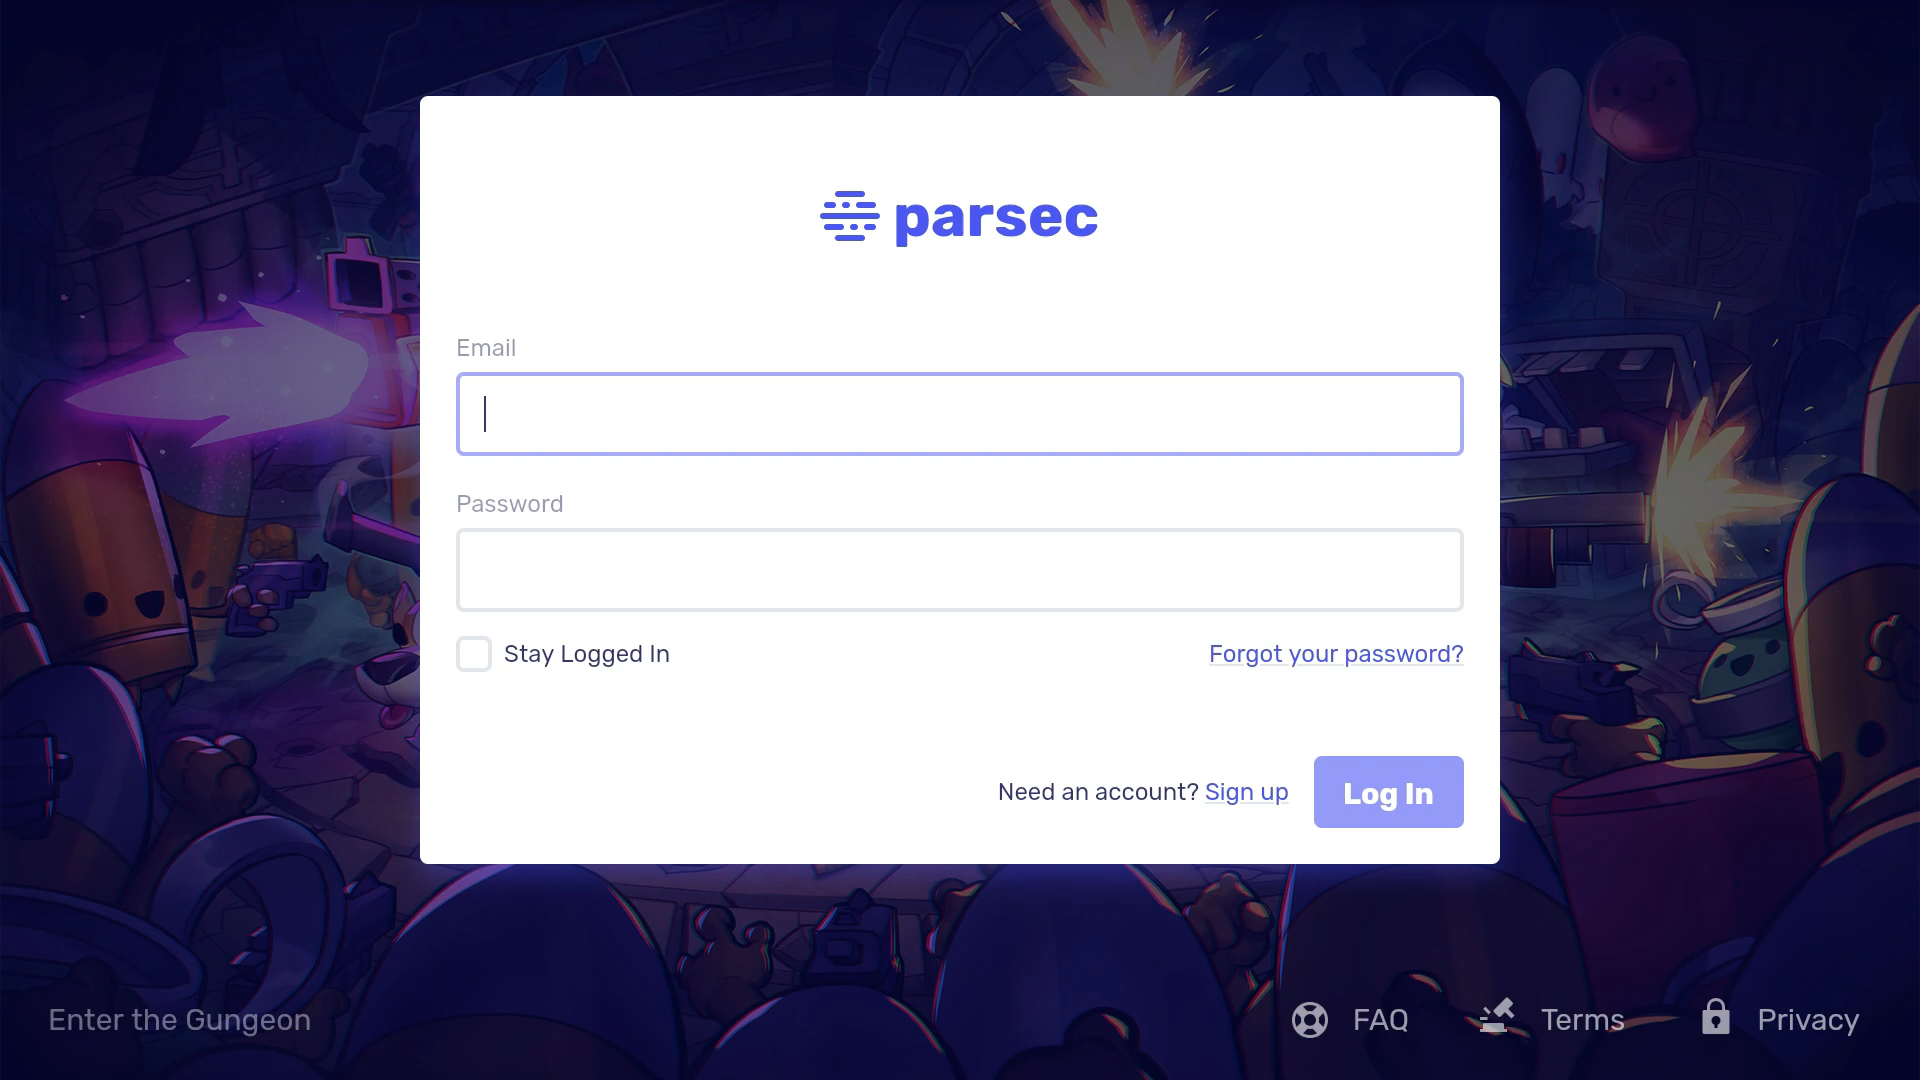 parsec
Email
Password
Stay Logged In
Forgot your password?
Need an account? Sign up
Log In
Enter the Gungeon
FAQ
Terms
Privacy